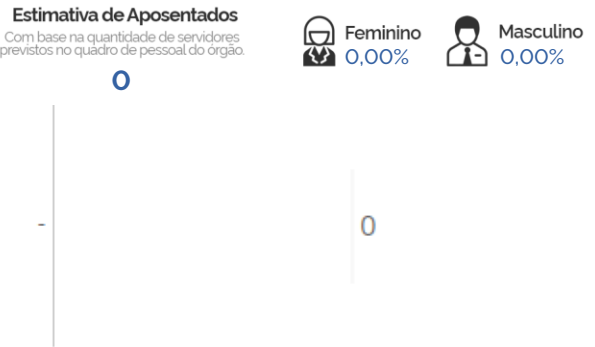 Estimativa de Aposentados
Com base na quantidade de servidores
previstos no quadro de pessoal do órgão.
0
Feminino
0,00%
Masculino
0,00%
-
0